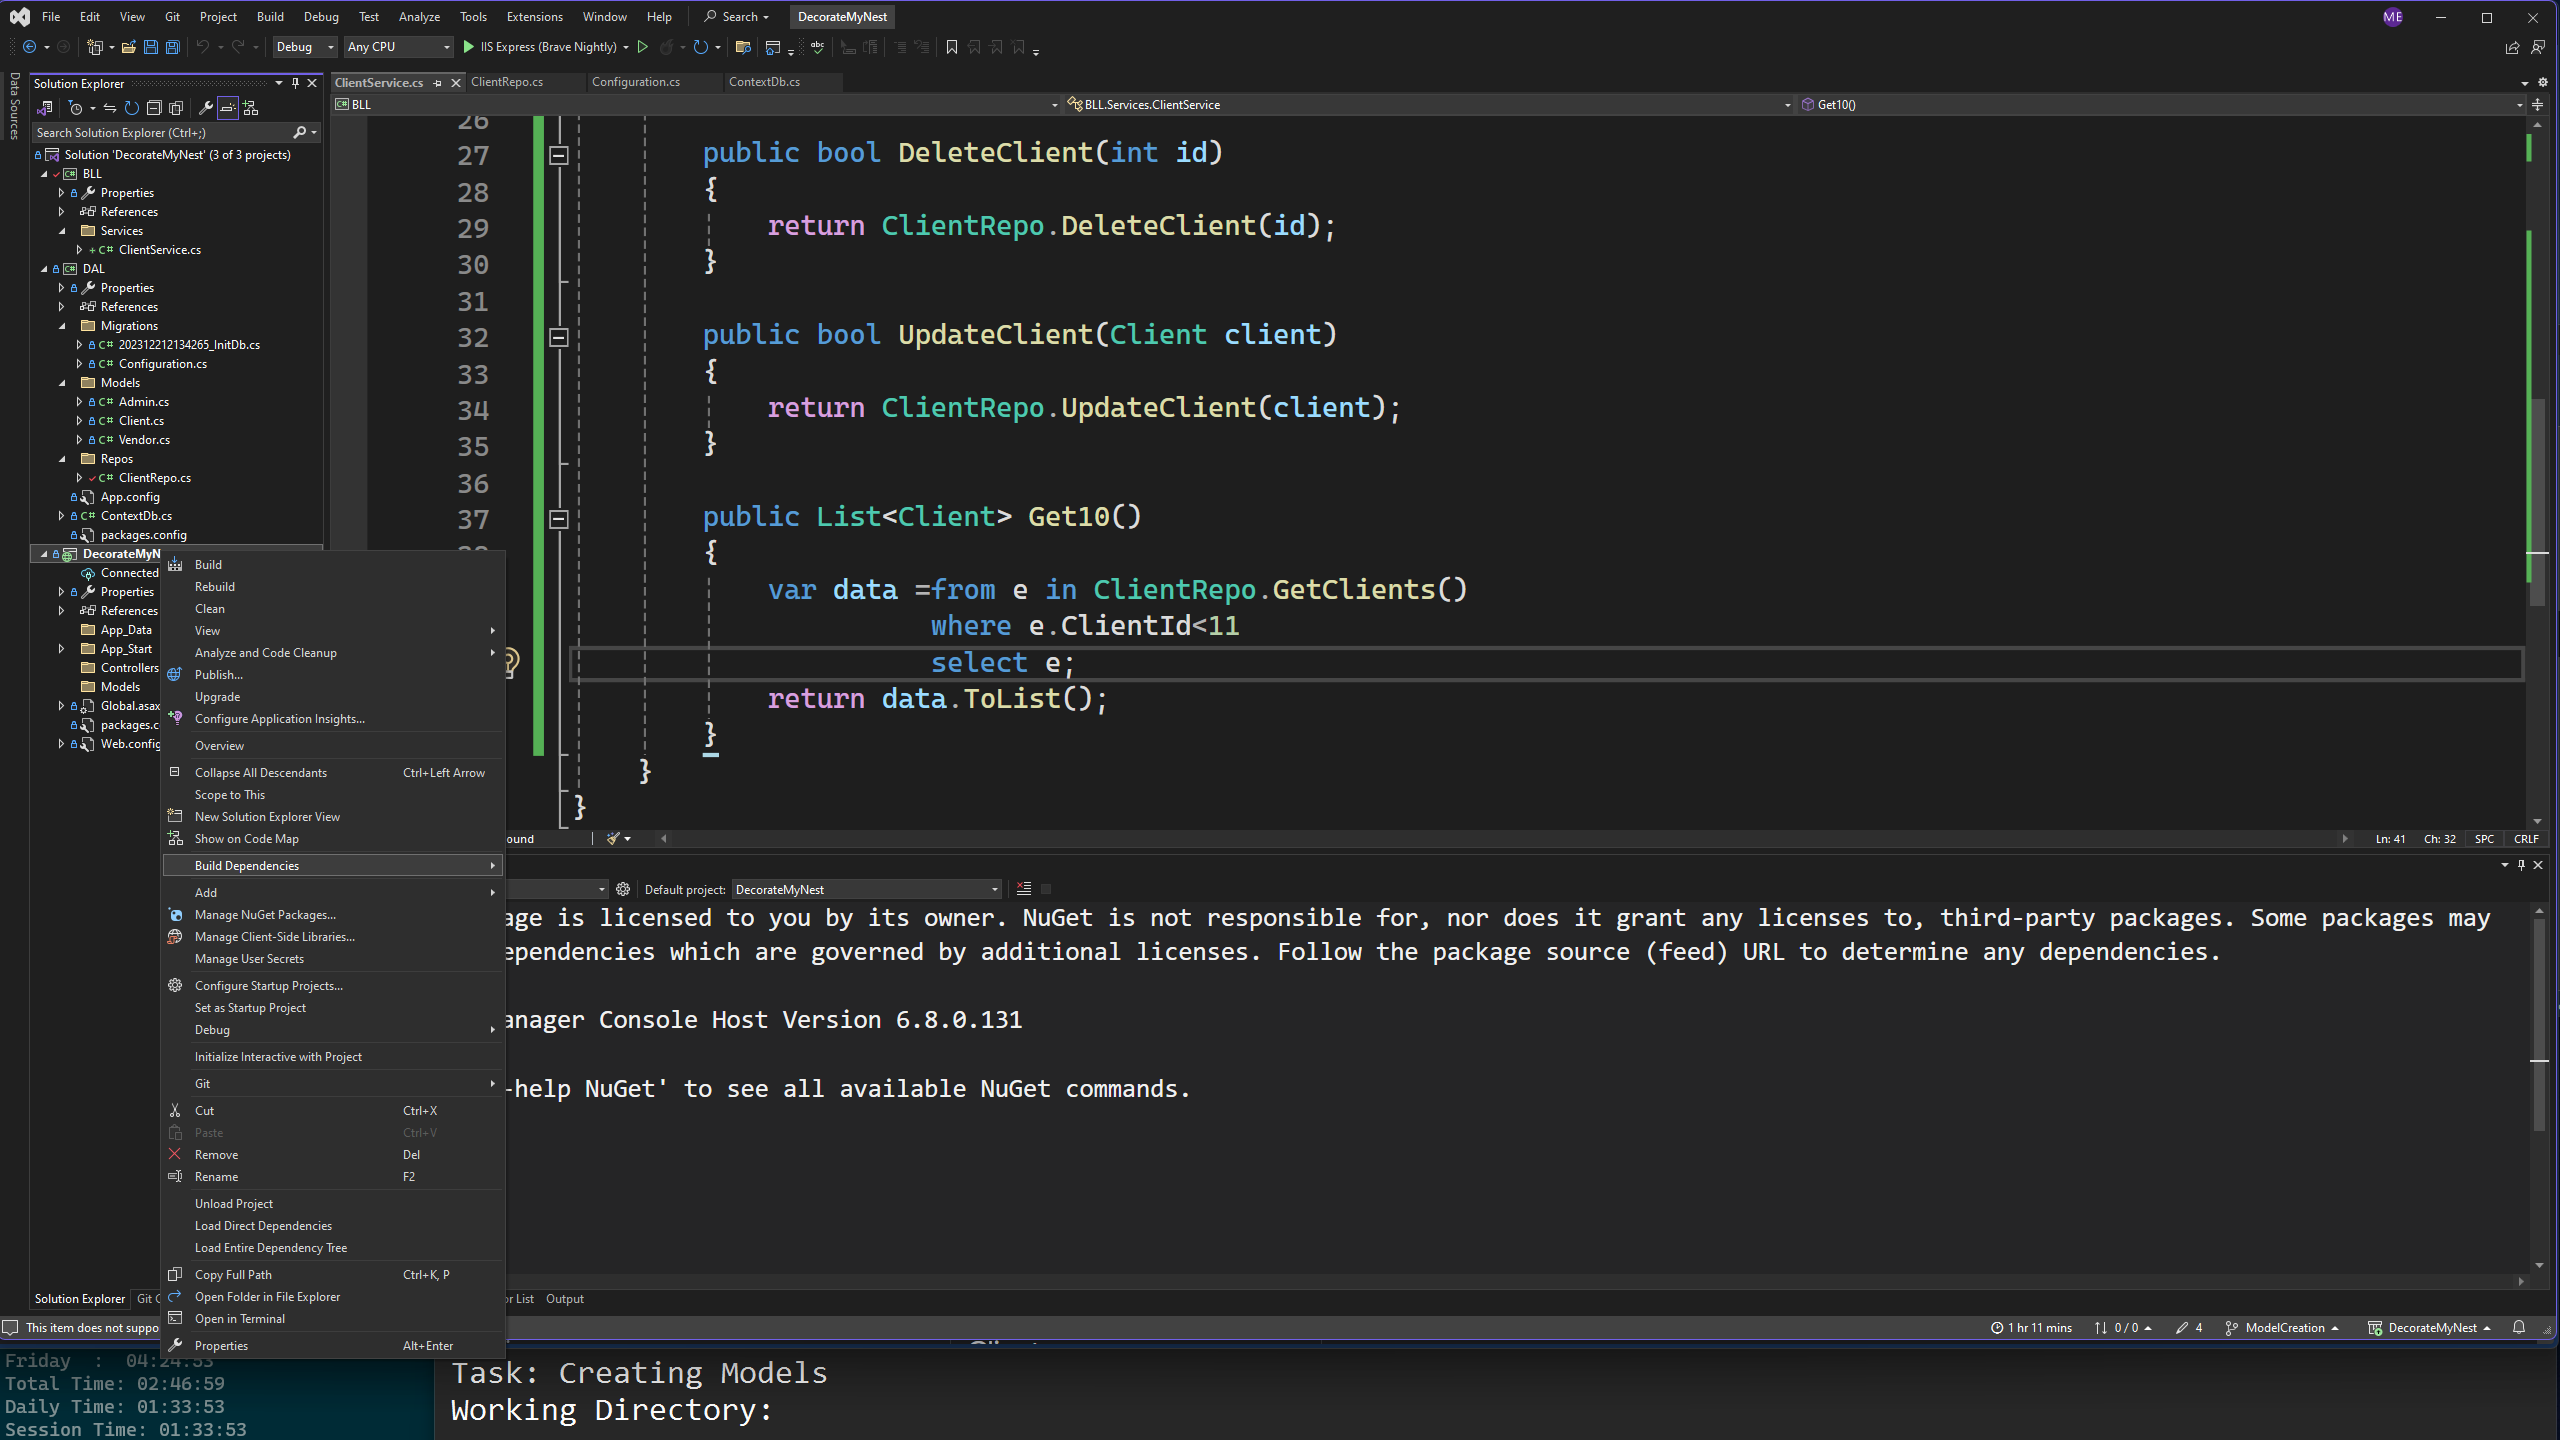 File Edit View Git Project Build Debug Test Analyze Tools Extensions Window Help Search DecorateMyNest ME
Debug Any CPU IIS Express (Brave Nightly)
Data Sources
Solution Explorer
Search Solution Explorer (Ctrl+;)
Solution 'DecorateMyNest' (3 of 3 projects)
BLL
Properties
References
Services
C# ClientService.cs
DAL
Properties
References
Migrations
C# 202312212134265_InitDb.cs
C# Configuration.cs
Models
C# Admin.cs
C# Client.cs
C# Vendor.cs
Repos
C# ClientRepo.cs
App.config
C# ContextDb.cs
packages.config
DecorateMyN
Connected
Properties
References
App_Data
App_Start
Controllers
Models
Global.asax
packages.c
Web.config
Build
Rebuild
Clean
View
Analyze and Code Cleanup
Publish...
Upgrade
Configure Application Insights...
Overview
Collapse All Descendants Ctrl+Left Arrow
Scope to This
New Solution Explorer View
Show on Code Map
Build Dependencies
Add
Manage NuGet Packages...
Manage Client-Side Libraries...
Manage User Secrets
Configure Startup Projects...
Set as Startup Project
Debug
Initialize Interactive with Project
Git
Cut Ctrl+X
Paste Ctrl+V
Remove Del
Rename F2
Unload Project
Load Direct Dependencies
Load Entire Dependency Tree
Copy Full Path Ctrl+K, P
Open Folder in File Explorer
Open in Terminal
Properties Alt+Enter
ClientService.cs ClientRepo.cs Configuration.cs ContextDb.cs
BLL BLL.Services.ClientService Get10()
26
27 public bool DeleteClient(int id)
28 {
29 return ClientRepo.DeleteClient(id);
30 }
31
32 public bool UpdateClient(Client client)
33 {
34 return ClientRepo.UpdateClient(client);
35 }
36
37 public List<Client> Get10()
{
var data =from e in ClientRepo.GetClients()
where e.ClientId<11
select e;
return data.ToList();
}
}
}
ound Ln: 41 Ch: 32 SPC CRLF
Default project: DecorateMyNest
age is licensed to you by its owner. NuGet is not responsible for, nor does it grant any licenses to, third-party packages. Some packages may
ependencies which are governed by additional licenses. Follow the package source (feed) URL to determine any dependencies.
anager Console Host Version 6.8.0.131
-help NuGet' to see all available NuGet commands.
Solution Explorer Git C or List Output
This item does not suppo 1 hr 11 mins 0 / 0 4 ModelCreation DecorateMyNest
Friday : 04:24:53
Total Time: 02:46:59
Daily Time: 01:33:53
Session Time: 01:33:53
Task: Creating Models
Working Directory: